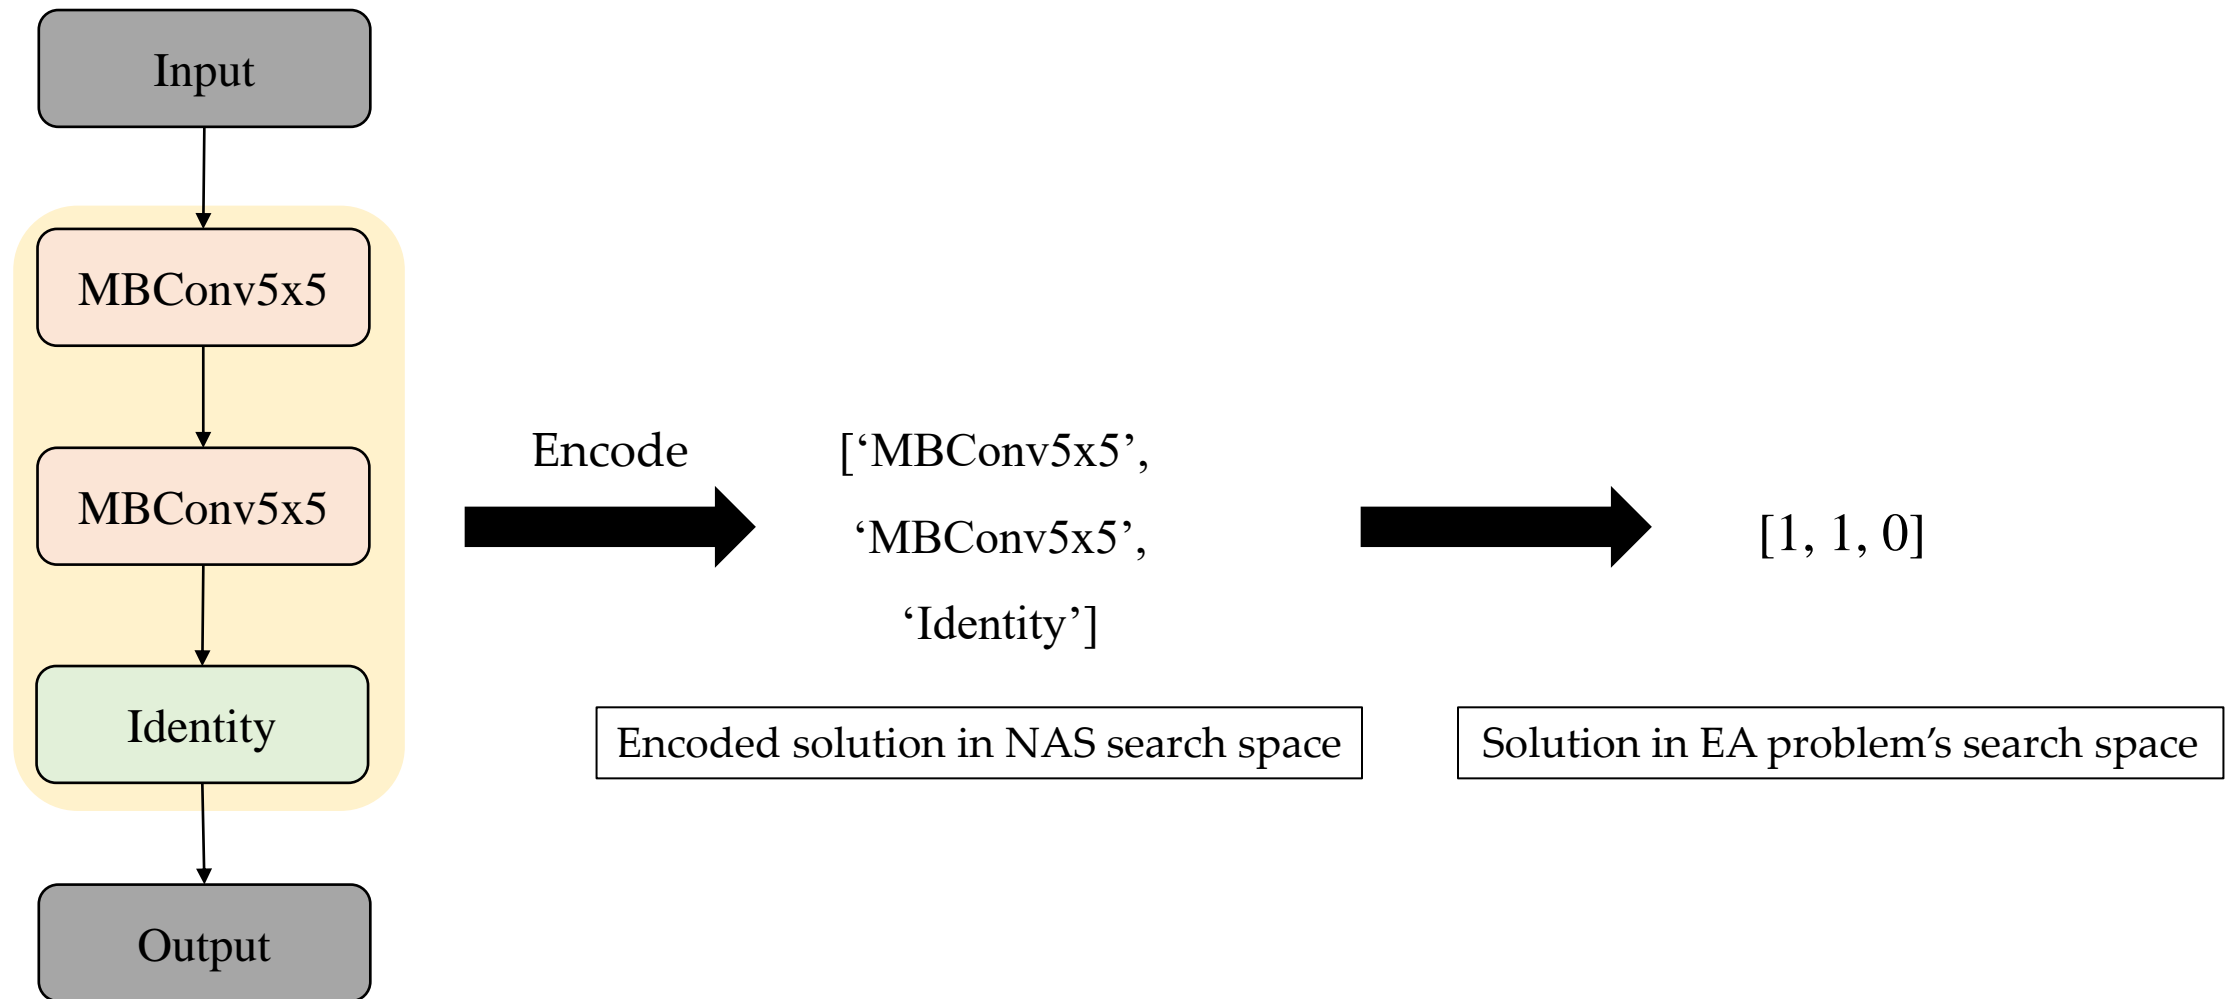 Input
MBConv5x5
MBConv5x5
Identity
Output
Encode
[‘MBConv5x5’,
‘MBConv5x5’,
‘Identity’]
Encoded solution in NAS search space
[1, 1, 0]
Solution in EA problem’s search space